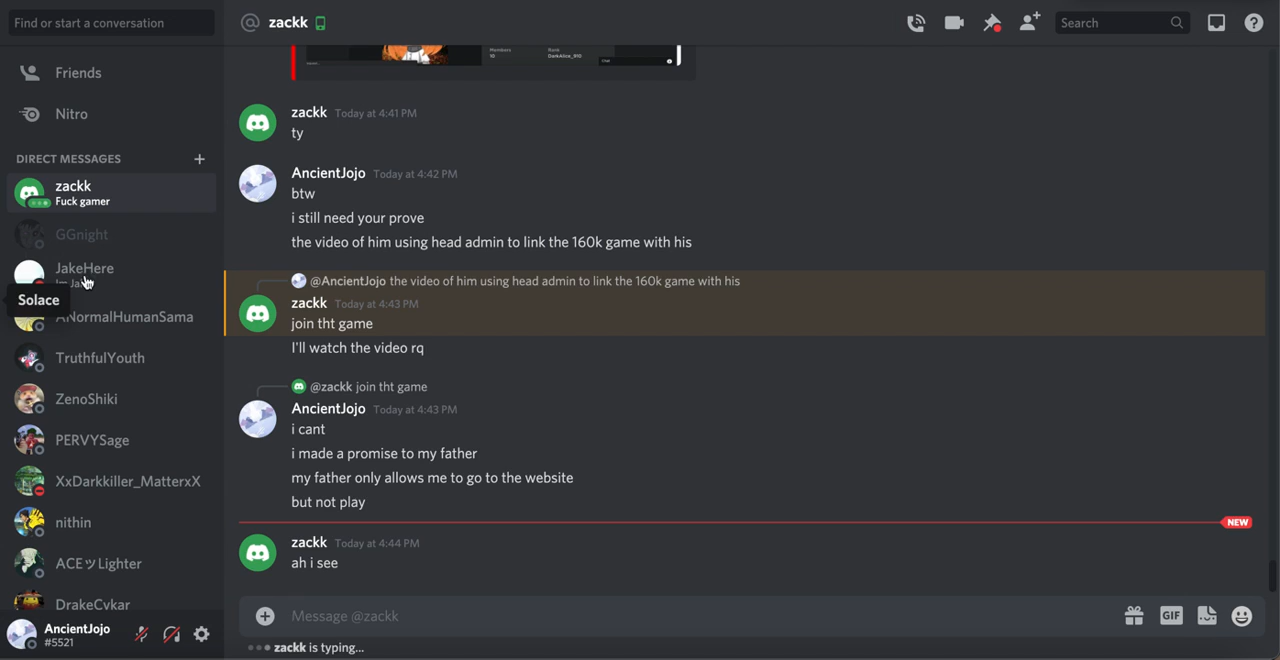 Find or start a conversation
Friends
Nitro
DIRECT MESSAGES
zackk
Fuck gamer
GGnight
JakeHere
Solace
ANormalHumanSama
TruthfulYouth
ZenoShiki
PERVYSage
XxDarkkiller_MatterxX
nithin
ACEッLighter
DrakeCvkar
AncientJojo
#5521
@ zackk
Search
Members
10
Rank
DarkAlice_910
Chat
zackk Today at 4:41 PM
ty
AncientJojo Today at 4:42 PM
btw
i still need your prove
the video of him using head admin to link the 160k game with his
@AncientJojo the video of him using head admin to link the 160k game with his
zackk Today at 4:43 PM
join tht game
I'll watch the video rq
@zackk join tht game
AncientJojo Today at 4:43 PM
i cant
i made a promise to my father
my father only allows me to go to the website
but not play
NEW
zackk Today at 4:44 PM
ah i see
Message @zackk
GIF
zackk is typing...